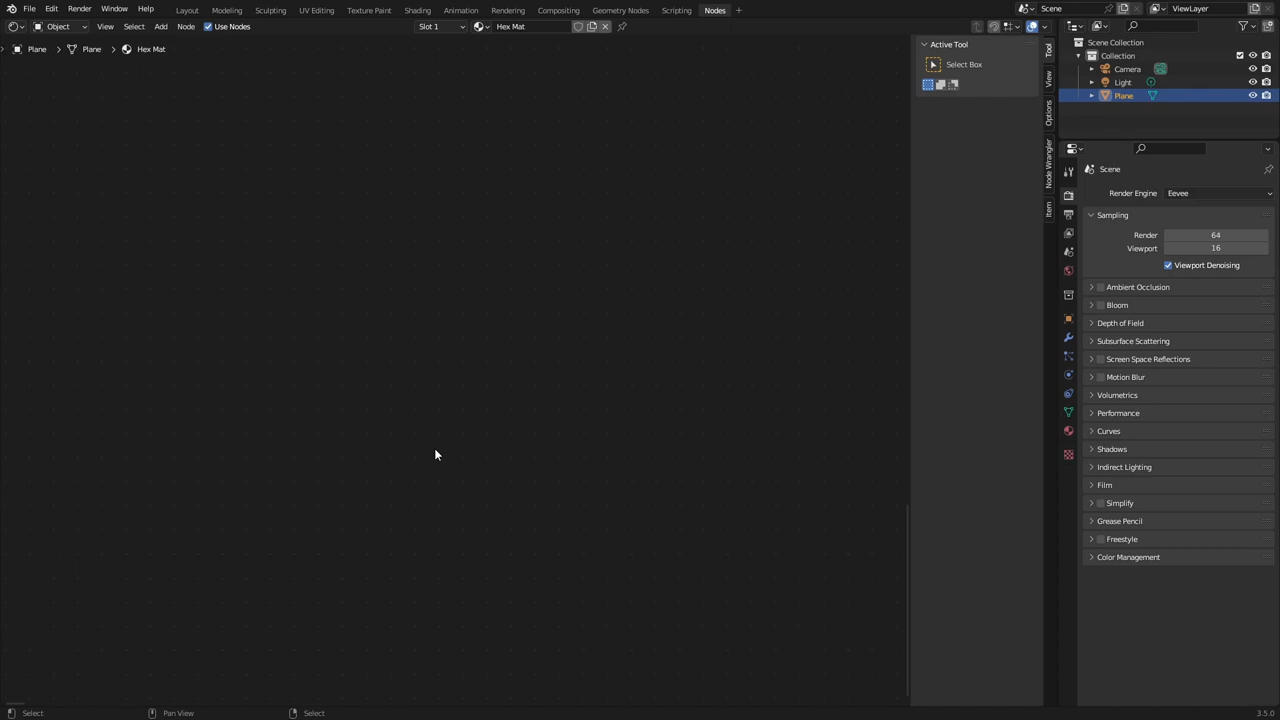 File Edit Render Window Help Layout Modeling Sculpting UV Editing Texture Paint Shading Animation Rendering Compositing Geometry Nodes Scripting Nodes + Scene ViewLayer
Object View Select Add Node Use Nodes Slot 1 Hex Mat
Plane > Plane > Hex Mat
Active Tool
Select Box
Tool
View
Options
Node Wrangler
Item
Scene Collection
Collection
Camera
Light
Plane
Scene
Render Engine Eevee
Sampling
Render 64
Viewport 16
Viewport Denoising
Ambient Occlusion
Bloom
Depth of Field
Subsurface Scattering
Screen Space Reflections
Motion Blur
Volumetrics
Performance
Curves
Shadows
Indirect Lighting
Film
Simplify
Grease Pencil
Freestyle
Color Management
Select Pan View Select 3.5.0